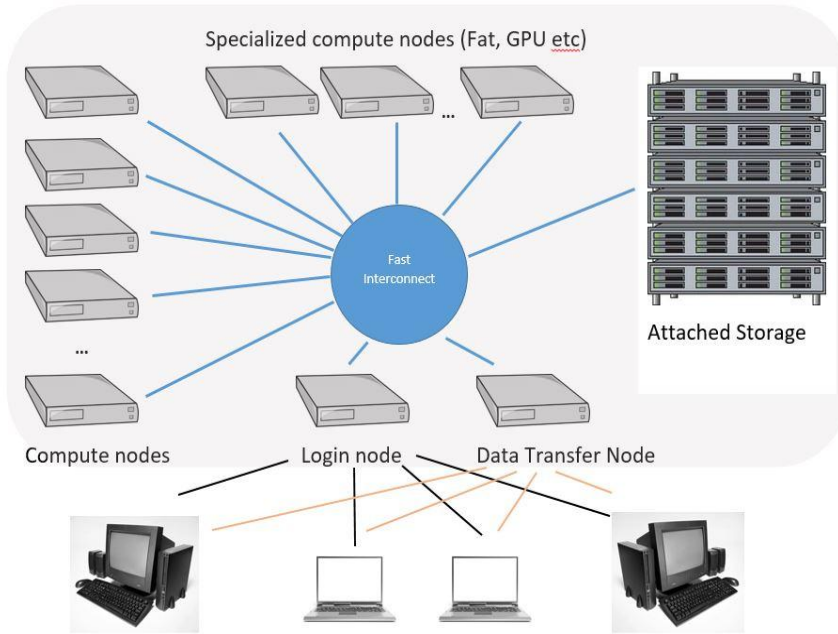 Specialized compute nodes (Fat, GPU etc)
...
Fast
Interconnect
Attached Storage
...
Compute nodes
Login node
Data Transfer Node